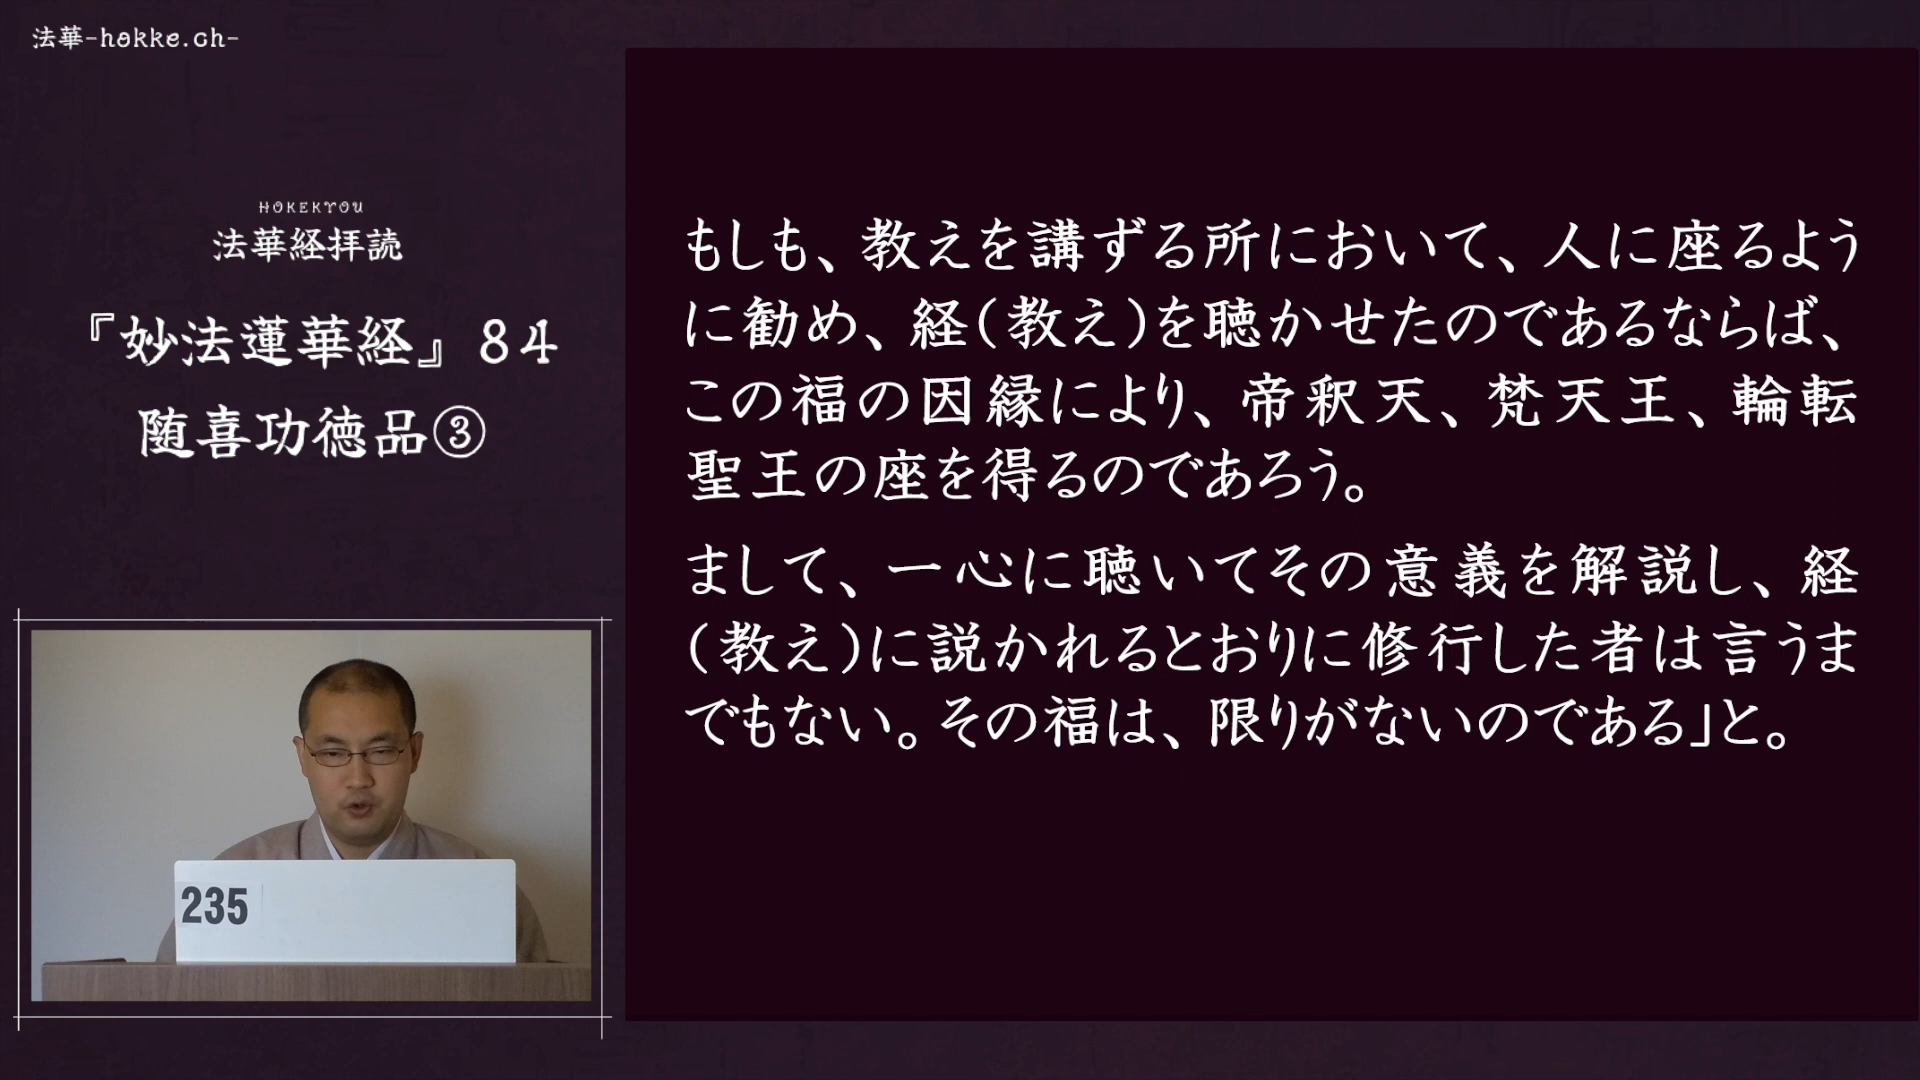 法華-hokke.ch-
HOKEKYOU
法華経拝読
『妙法蓮華経』84
随喜功徳品③
もしも、教えを講ずる所において、人に座るよう
に勧め、経(教え)を聴かせたのであるならば、
この福の因縁により、帝釈天、梵天王、輪転
聖王の座を得るのであろう。
まして、一心に聴いてその意義を解説し、経
(教え)に説かれるとおりに修行した者は言うま
でもない。その福は、限りがないのである」と。
235